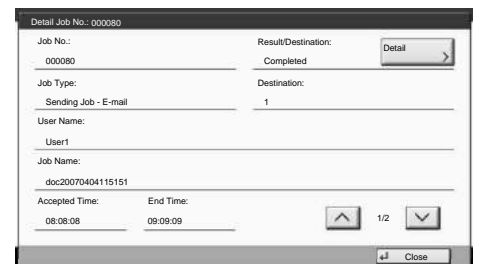 Detail Job No.: 000080
Job No.:
Result/Destination:
Detail
000080
Completed
Job Type:
Destination:
Sending Job - E-mail
1
User Name:
User1
Job Name:
doc20070404115151
Accepted Time:
End Time:
08:08:08
09:09:09
1/2
Close